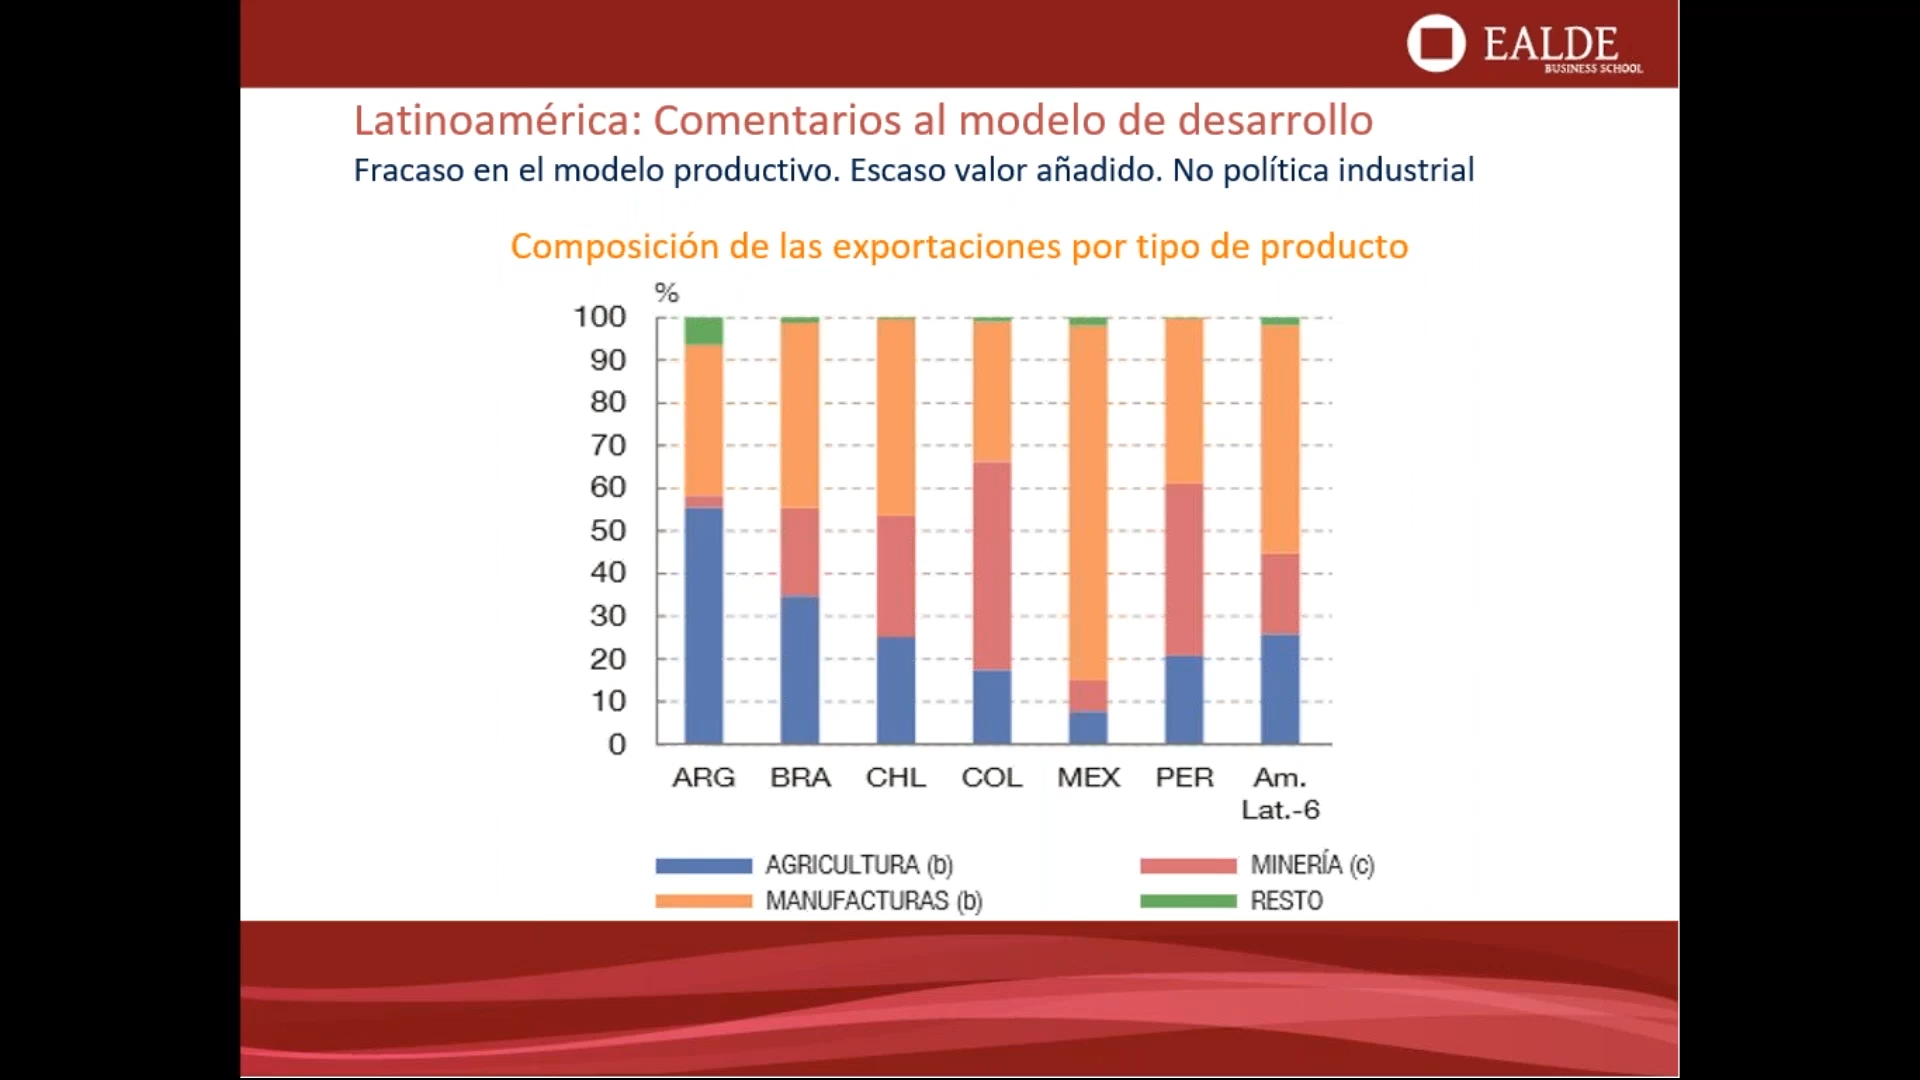 EALDE
BUSINESS SCHOOL
Latinoamérica: Comentarios al modelo de desarrollo
Fracaso en el modelo productivo. Escaso valor añadido. No política industrial
Composición de las exportaciones por tipo de producto
%
100
90
80
70
60
50
40
30
20
10
0
ARG BRA CHL COL MEX PER Am.
Lat.-6
AGRICULTURA (b) MINERÍA (c)
MANUFACTURAS (b) RESTO